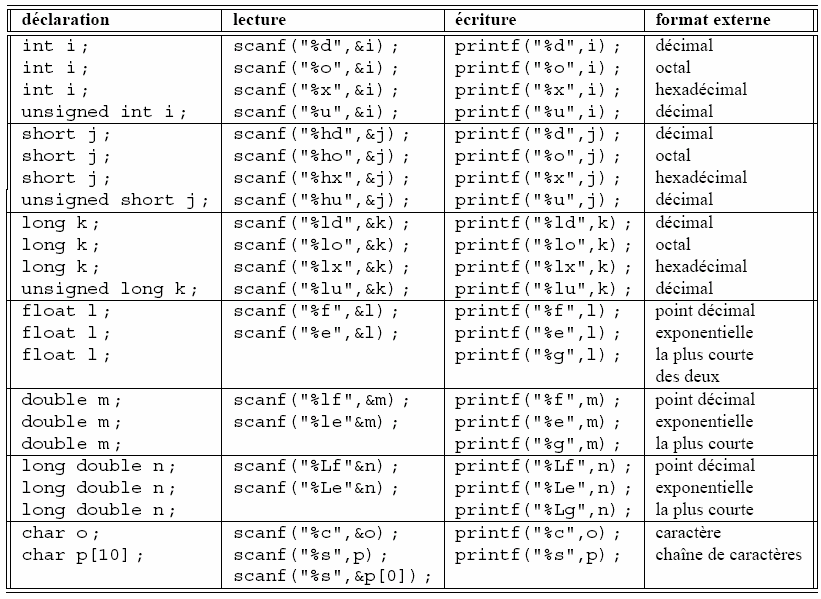 déclaration lecture écriture format externe
int i; scanf("%d",&i); printf("%d",i); décimal
int i; scanf("%o",&i); printf("%o",i); octal
int i; scanf("%x",&i); printf("%x",i); hexadécimal
unsigned int i; scanf("%u",&i); printf("%u",i); décimal
short j; scanf("%hd",&j); printf("%d",j); décimal
short j; scanf("%ho",&j); printf("%o",j); octal
short j; scanf("%hx",&j); printf("%x",j); hexadécimal
unsigned short j; scanf("%hu",&j); printf("%u",j); décimal
long k; scanf("%ld",&k); printf("%ld",k); décimal
long k; scanf("%lo",&k); printf("%lo",k); octal
long k; scanf("%lx",&k); printf("%lx",k); hexadécimal
unsigned long k; scanf("%lu",&k); printf("%lu",k); décimal
float l; scanf("%f",&l); printf("%f",l); point décimal
float l; scanf("%e",&l); printf("%e",l); exponentielle
float l; printf("%g",l); la plus courte
des deux
double m; scanf("%lf",&m); printf("%f",m); point décimal
double m; scanf("%le"&m); printf("%e",m); exponentielle
double m; printf("%g",m); la plus courte
long double n; scanf("%Lf"&n); printf("%Lf",n); point décimal
long double n; scanf("%Le"&n); printf("%Le",n); exponentielle
long double n; printf("%Lg",n); la plus courte
char o; scanf("%c",&o); printf("%c",o); caractère
char p[10]; scanf("%s",p); printf("%s",p); chaîne de caractères
scanf("%s",&p[0]);